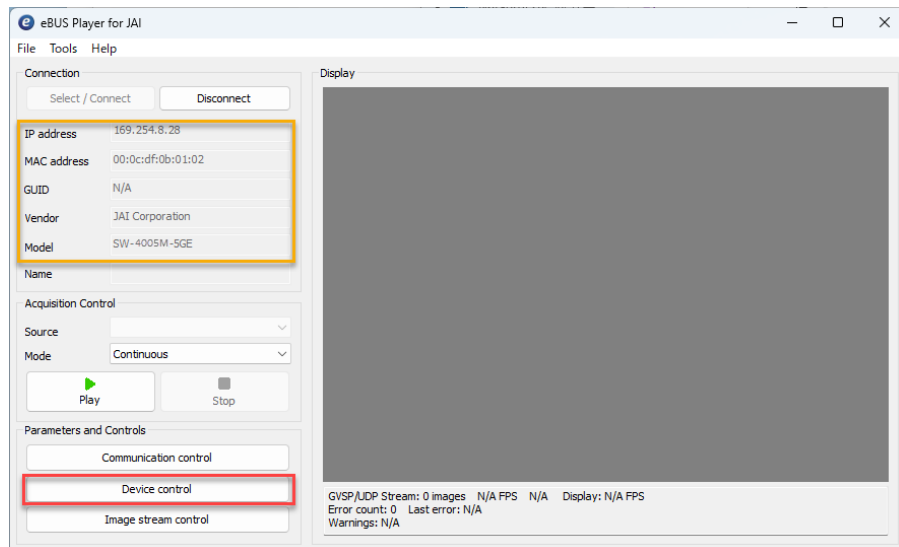 eBUS Player for JAI
File Tools Help
Connection
Select / Connect Disconnect
IP address 169.254.8.28
MAC address 00:0c:df:0b:01:02
GUID N/A
Vendor JAI Corporation
Model SW-4005M-5GE
Name
Acquisition Control
Source
Mode Continuous
Play Stop
Parameters and Controls
Communication control
Device control
Image stream control
Display
GVSP/UDP Stream: 0 images N/A FPS N/A Display: N/A FPS
Error count: 0 Last error: N/A
Warnings: N/A